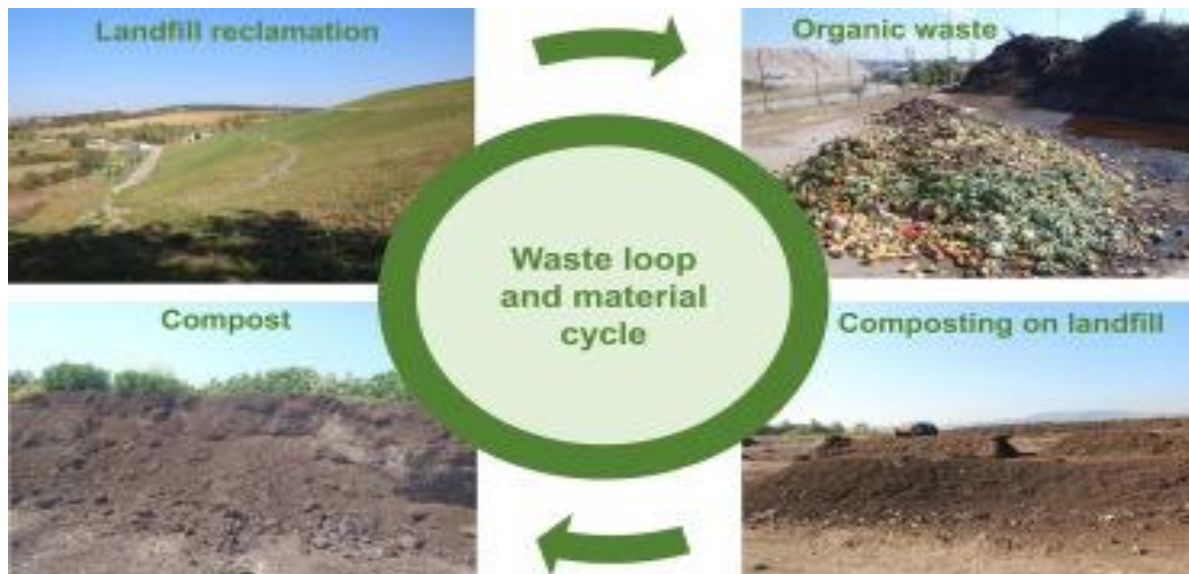 Landfill reclamation
Organic waste
Waste loop
and material
cycle
Compost
Composting on landfill